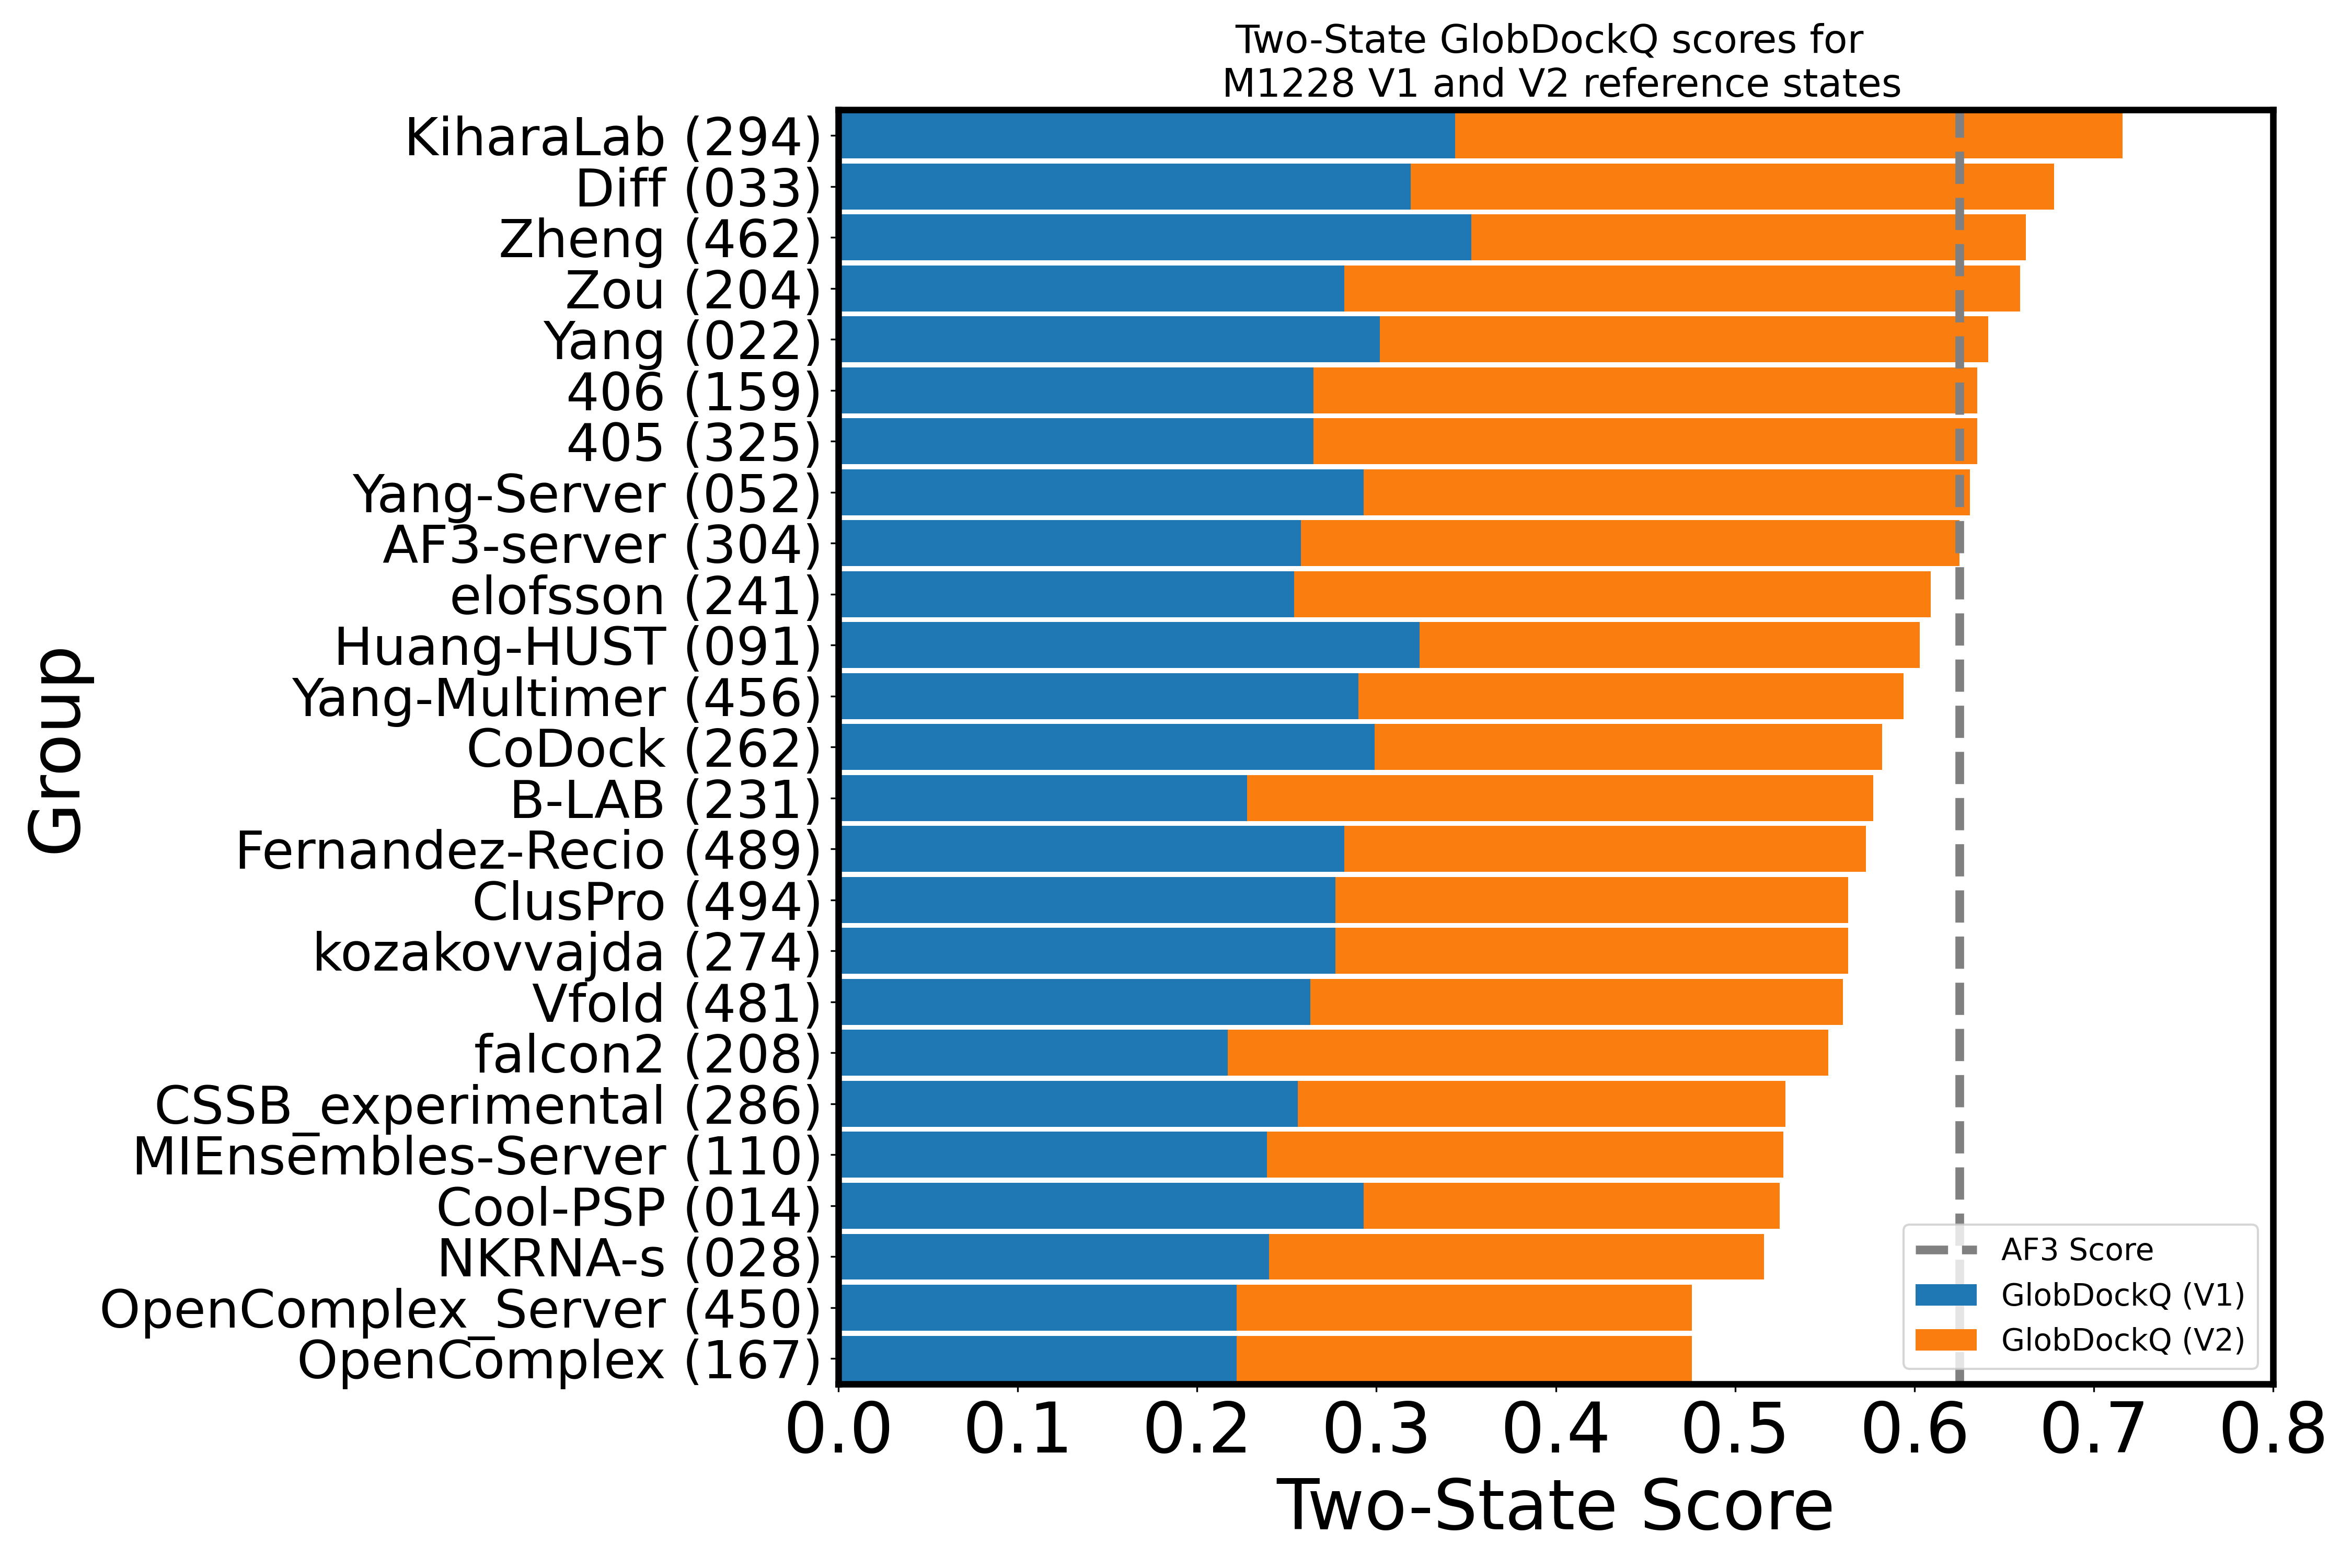 Two-State GlobDockQ scores for
M1228 V1 and V2 reference states
Group
KiharaLab (294)
Diff (033)
Zheng (462)
Zou (204)
Yang (022)
406 (159)
405 (325)
Yang-Server (052)
AF3-server (304)
elofsson (241)
Huang-HUST (091)
Yang-Multimer (456)
CoDock (262)
B-LAB (231)
Fernandez-Recio (489)
ClusPro (494)
kozakovvajda (274)
Vfold (481)
falcon2 (208)
CSSB_experimental (286)
MIEnsembles-Server (110)
Cool-PSP (014)
NKRNA-s (028)
OpenComplex_Server (450)
OpenComplex (167)
AF3 Score
GlobDockQ (V1)
GlobDockQ (V2)
0.0 0.1 0.2 0.3 0.4 0.5 0.6 0.7 0.8
Two-State Score